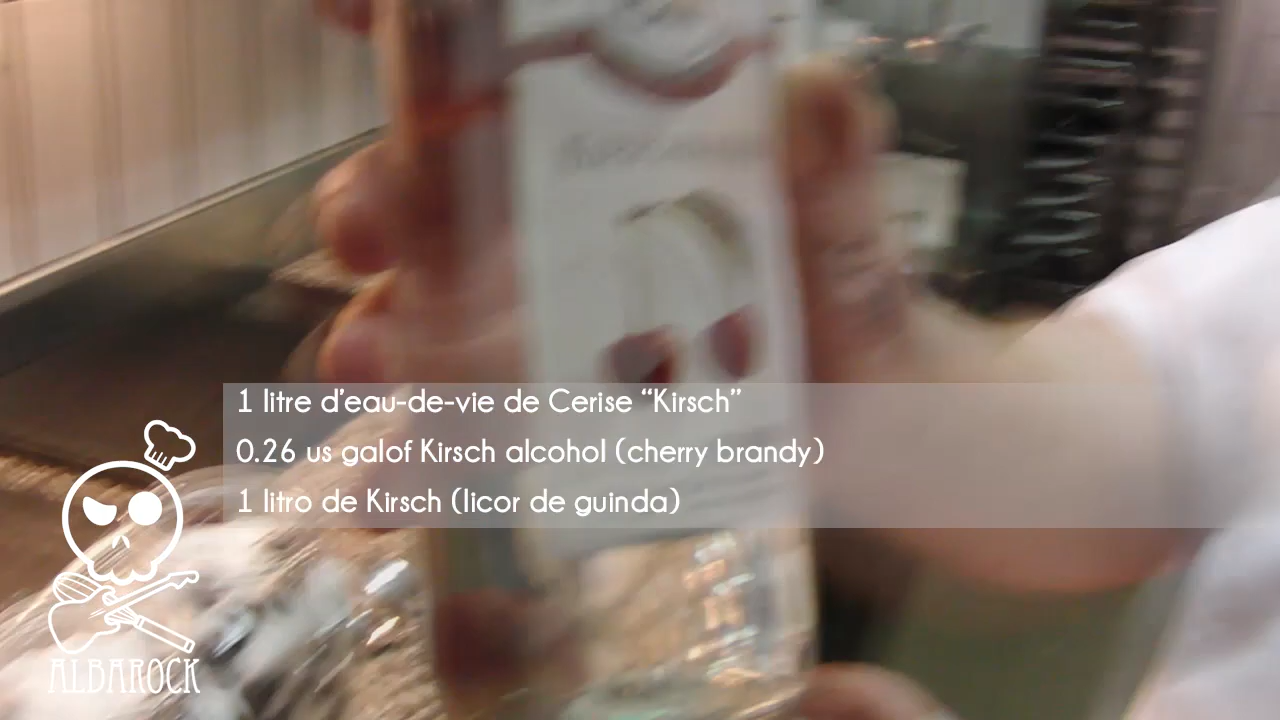 1 litre d'eau-de-vie de Cerise “Kirsch”
0.26 us galof Kirsch alcohol (cherry brandy)
1 litro de Kirsch (licor de guinda)
ALBAROCK